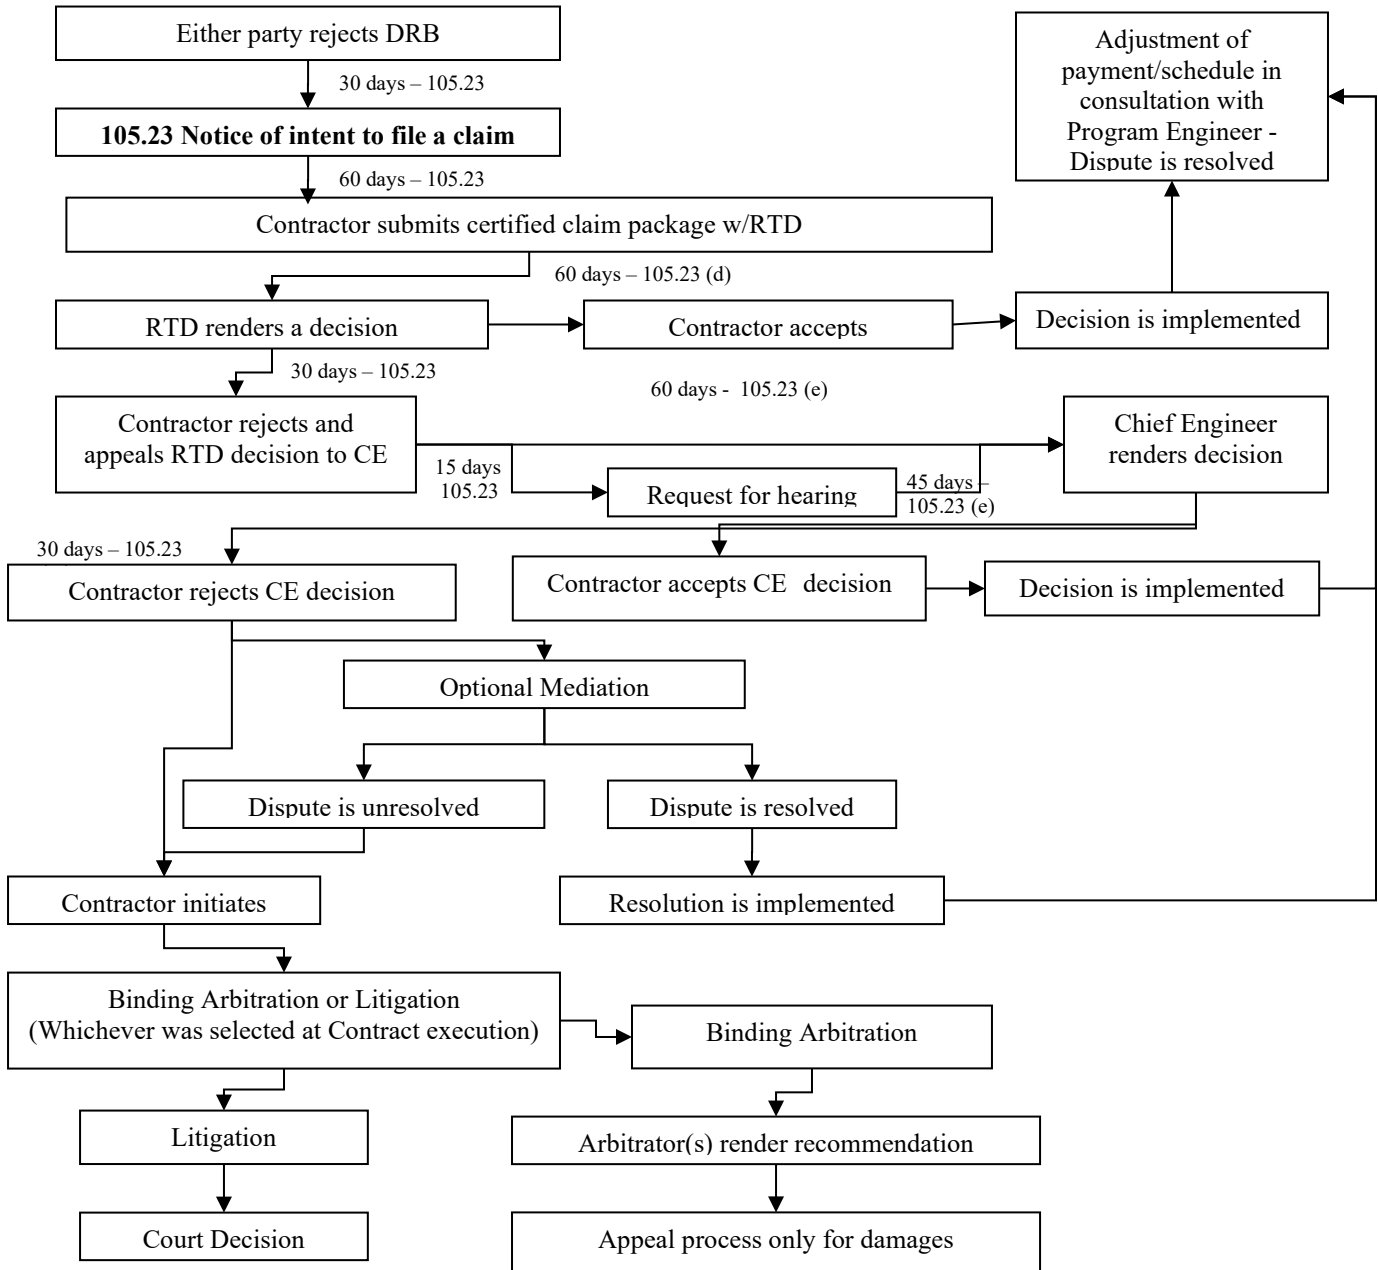 Either party rejects DRB
30 days – 105.23
105.23 Notice of intent to file a claim
60 days – 105.23
Contractor submits certified claim package w/RTD
Adjustment of
payment/schedule in
consultation with
Program Engineer -
Dispute is resolved
60 days – 105.23 (d)
RTD renders a decision
Contractor accepts
Decision is implemented
30 days – 105.23
60 days -  105.23 (e)
Contractor rejects and
appeals RTD decision to CE
15 days
105.23
Request for hearing
45 days –
105.23 (e)
Chief Engineer
renders decision
30 days – 105.23
Contractor rejects CE decision
Contractor accepts CE  decision
Decision is implemented
Optional Mediation
Dispute is unresolved
Dispute is resolved
Contractor initiates
Resolution is implemented
Binding Arbitration or Litigation
(Whichever was selected at Contract execution)
Binding Arbitration
Litigation
Arbitrator(s) render recommendation
Court Decision
Appeal process only for damages